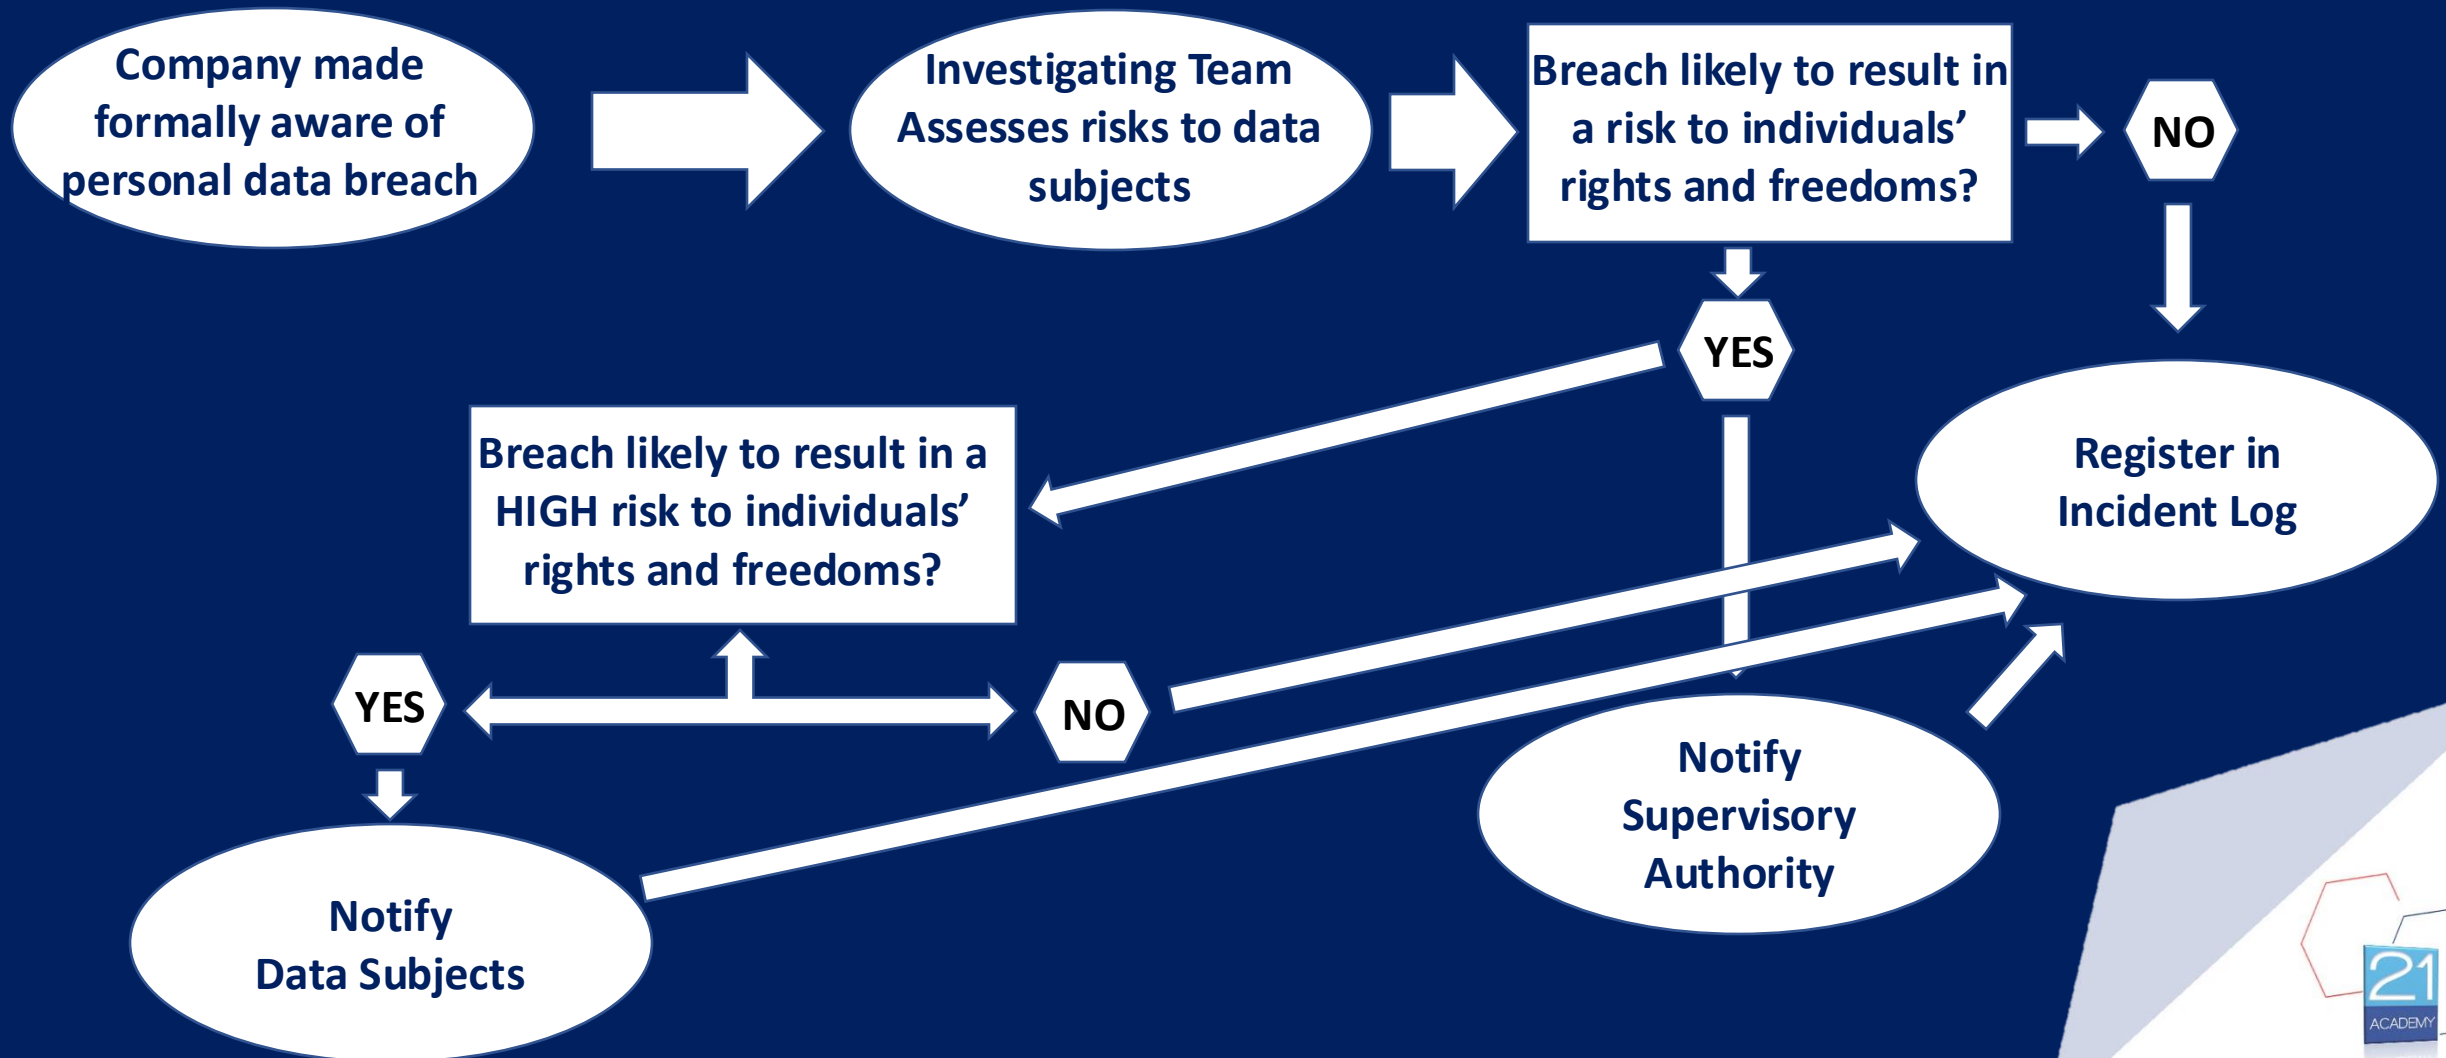 Company made
formally aware of
personal data breach
Investigating Team
Assesses risks to data
subjects
Breach likely to result in
a risk to individuals’
rights and freedoms?
NO
YES
Breach likely to result in a
HIGH risk to individuals’
rights and freedoms?
Register in
Incident Log
YES
NO
Notify
Supervisory
Authority
Notify
Data Subjects
21
ACADEMY